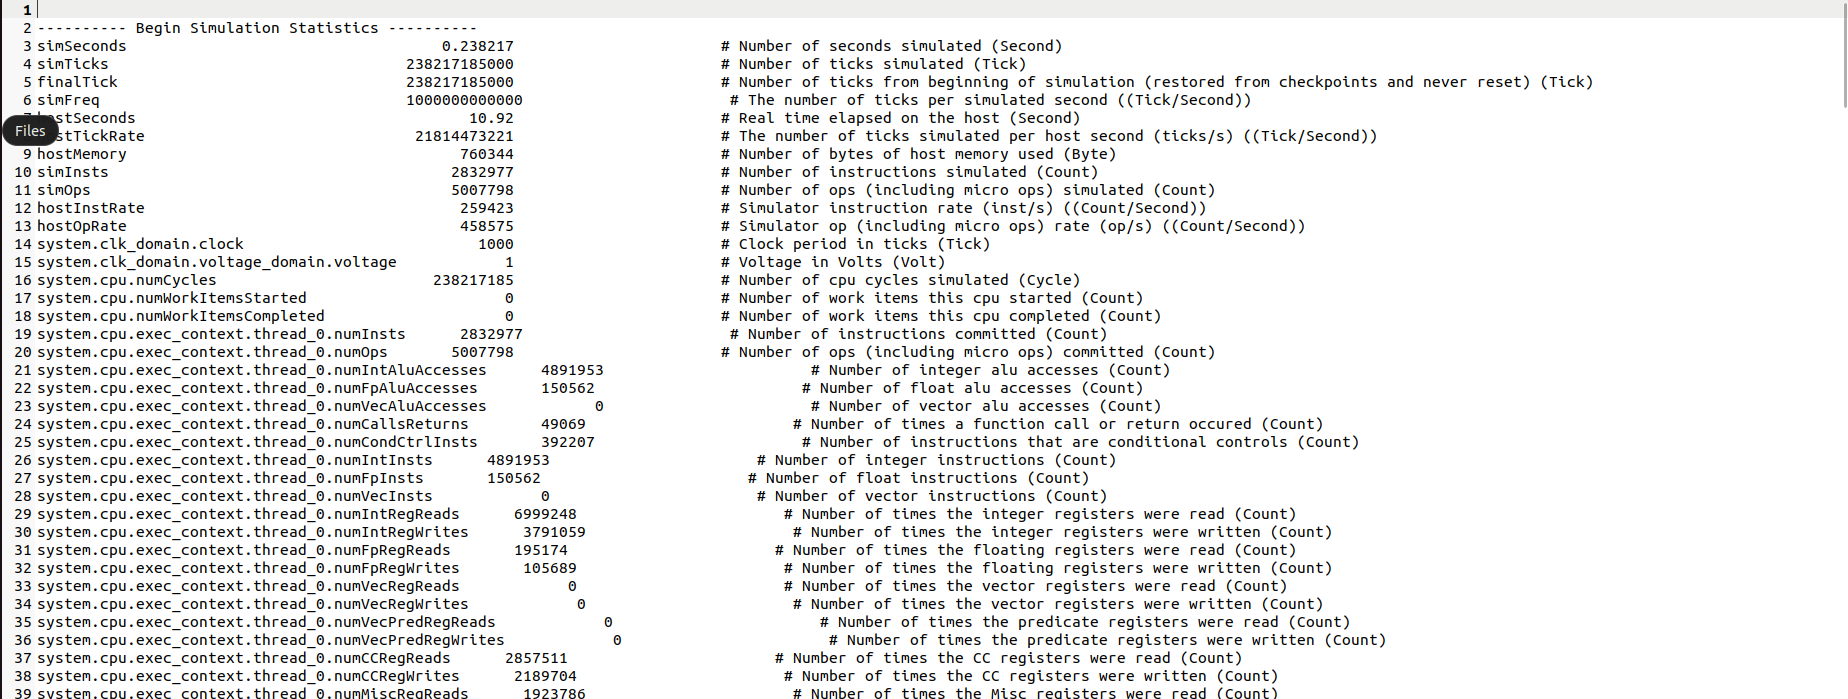 1
2 ---------- Begin Simulation Statistics ----------
3 simSeconds 0.238217 # Number of seconds simulated (Second)
4 simTicks 238217185000 # Number of ticks simulated (Tick)
5 finalTick 238217185000 # Number of ticks from beginning of simulation (restored from checkpoints and never reset) (Tick)
6 simFreq 1000000000000 # The number of ticks per simulated second ((Tick/Second))
stSeconds 10.92 # Real time elapsed on the host (Second)
Files
stTickRate 21814473221 # The number of ticks simulated per host second (ticks/s) ((Tick/Second))
9 hostMemory 760344 # Number of bytes of host memory used (Byte)
10 simInsts 2832977 # Number of instructions simulated (Count)
11 simOps 5007798 # Number of ops (including micro ops) simulated (Count)
12 hostInstRate 259423 # Simulator instruction rate (inst/s) ((Count/Second))
13 hostOpRate 458575 # Simulator op (including micro ops) rate (op/s) ((Count/Second))
14 system.clk_domain.clock 1000 # Clock period in ticks (Tick)
15 system.clk_domain.voltage_domain.voltage 1 # Voltage in Volts (Volt)
16 system.cpu.numCycles 238217185 # Number of cpu cycles simulated (Cycle)
17 system.cpu.numWorkItemsStarted 0 # Number of work items this cpu started (Count)
18 system.cpu.numWorkItemsCompleted 0 # Number of work items this cpu completed (Count)
19 system.cpu.exec_context.thread_0.numInsts 2832977 # Number of instructions committed (Count)
20 system.cpu.exec_context.thread_0.numOps 5007798 # Number of ops (including micro ops) committed (Count)
21 system.cpu.exec_context.thread_0.numIntAluAccesses 4891953 # Number of integer alu accesses (Count)
22 system.cpu.exec_context.thread_0.numFpAluAccesses 150562 # Number of float alu accesses (Count)
23 system.cpu.exec_context.thread_0.numVecAluAccesses 0 # Number of vector alu accesses (Count)
24 system.cpu.exec_context.thread_0.numCallsReturns 49069 # Number of times a function call or return occured (Count)
25 system.cpu.exec_context.thread_0.numCondCtrlInsts 392207 # Number of instructions that are conditional controls (Count)
26 system.cpu.exec_context.thread_0.numIntInsts 4891953 # Number of integer instructions (Count)
27 system.cpu.exec_context.thread_0.numFpInsts 150562 # Number of float instructions (Count)
28 system.cpu.exec_context.thread_0.numVecInsts 0 # Number of vector instructions (Count)
29 system.cpu.exec_context.thread_0.numIntRegReads 6999248 # Number of times the integer registers were read (Count)
30 system.cpu.exec_context.thread_0.numIntRegWrites 3791059 # Number of times the integer registers were written (Count)
31 system.cpu.exec_context.thread_0.numFpRegReads 195174 # Number of times the floating registers were read (Count)
32 system.cpu.exec_context.thread_0.numFpRegWrites 105689 # Number of times the floating registers were written (Count)
33 system.cpu.exec_context.thread_0.numVecRegReads 0 # Number of times the vector registers were read (Count)
34 system.cpu.exec_context.thread_0.numVecRegWrites 0 # Number of times the vector registers were written (Count)
35 system.cpu.exec_context.thread_0.numVecPredRegReads 0 # Number of times the predicate registers were read (Count)
36 system.cpu.exec_context.thread_0.numVecPredRegWrites 0 # Number of times the predicate registers were written (Count)
37 system.cpu.exec_context.thread_0.numCCRegReads 2857511 # Number of times the CC registers were read (Count)
38 system.cpu.exec_context.thread_0.numCCRegWrites 2189704 # Number of times the CC registers were written (Count)
39 system.cpu.exec_context.thread_0.numMiscRegReads 1923786 # Number of times the Misc registers were read (Count)